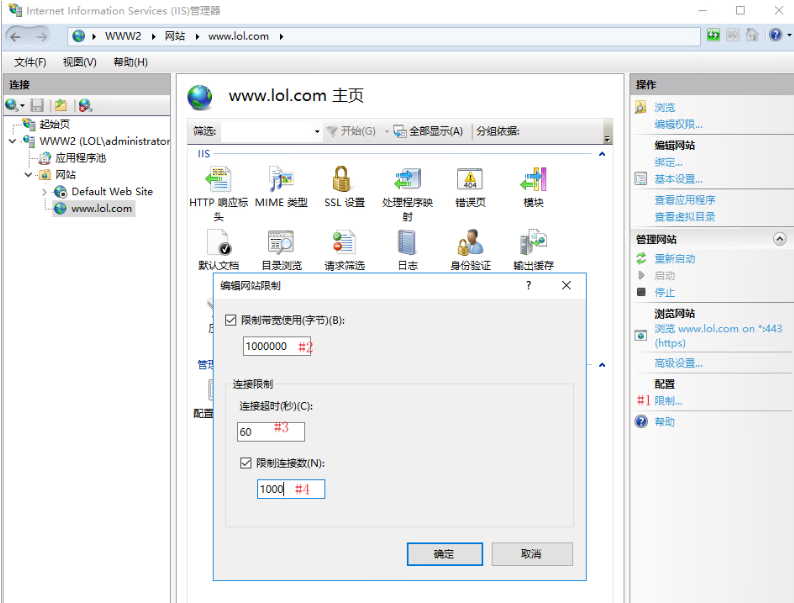 Internet Information Services (IIS)管理器
WWW2 网站 www.lol.com
文件(F) 视图(V) 帮助(H)
连接
起始页
WWW2 (LOL\administrator
应用程序池
网站
Default Web Site
www.lol.com
www.lol.com 主页
筛选: 开始(G) 全部显示(A) 分组依据:
IIS
HTTP 响应标
头
MIME 类型
SSL 设置
处理程序映
射
错误页
404
模块
默认文档
目录浏览
请求筛选
日志
身份验证
输出缓存
管理
配置
编辑网站限制
? 
限制带宽使用(字节)(B):
1000000 #2
连接限制
连接超时(秒)(C):
60 #3
限制连接数(N):
1000 #4
确定 取消
操作
浏览
编辑权限...
编辑网站
绑定...
基本设置...
查看应用程序
查看虚拟目录
管理网站
重新启动
启动
停止
浏览网站
浏览 www.lol.com on *:443
(https)
高级设置...
配置
#1 限制...
帮助